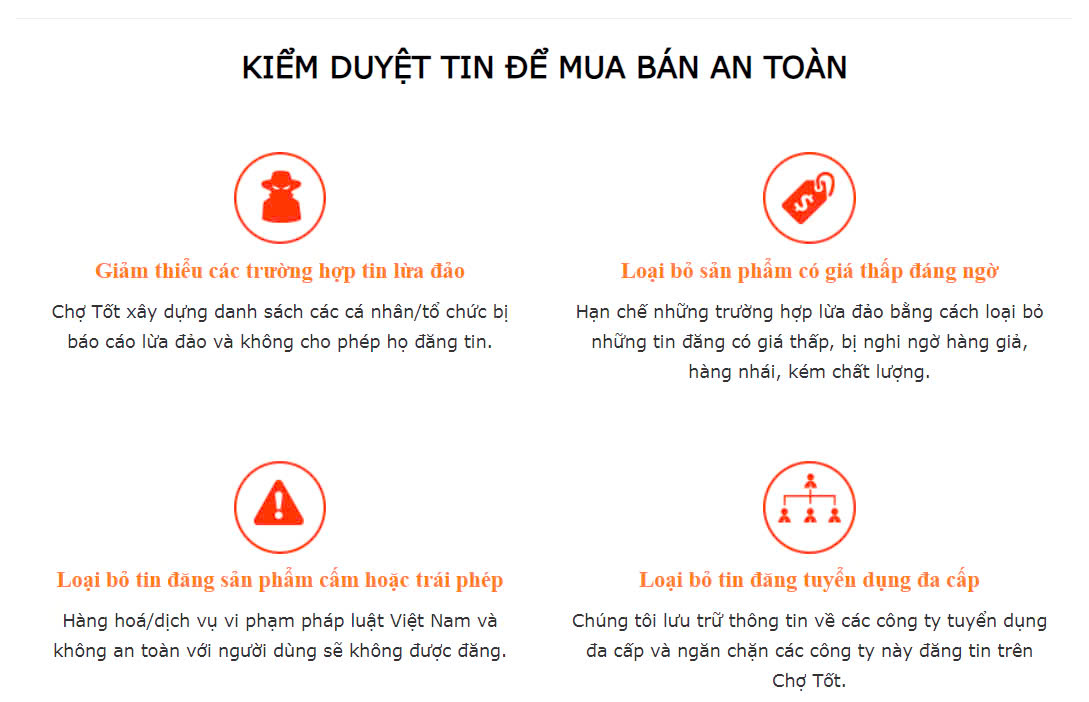 KIỂM DUYỆT TIN ĐỂ MUA BÁN AN TOÀN
Giảm thiểu các trường hợp tin lừa đảo
Chợ Tốt xây dựng danh sách các cá nhân/tổ chức bị
báo cáo lừa đảo và không cho phép họ đăng tin.
Loại bỏ sản phẩm có giá thấp đáng ngờ
Hạn chế những trường hợp lừa đảo bằng cách loại bỏ
những tin đăng có giá thấp, bị nghi ngờ hàng giả,
hàng nhái, kém chất lượng.
Loại bỏ tin đăng sản phẩm cấm hoặc trái phép
Hàng hoá/dịch vụ vi phạm pháp luật Việt Nam và
không an toàn với người dùng sẽ không được đăng.
Loại bỏ tin đăng tuyển dụng đa cấp
Chúng tôi lưu trữ thông tin về các công ty tuyển dụng
đa cấp và ngăn chặn các công ty này đăng tin trên
Chợ Tốt.